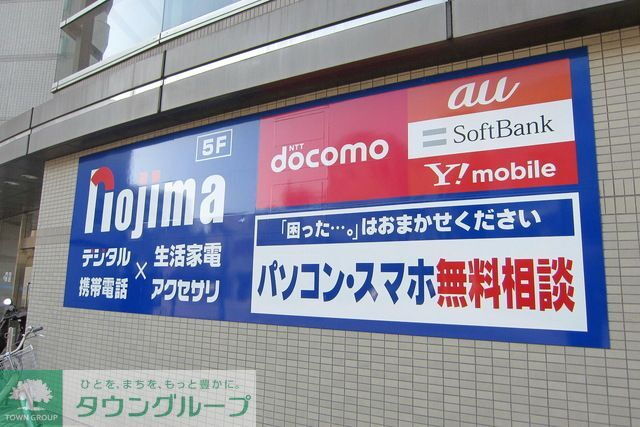 5F
nojima
デジタル
携帯電話
×
生活家電
アクセサリ
NTT
docomo
au
SoftBank
Y!mobile
「困った…。」はおまかせください
パソコン・スマホ無料相談
TOWN GROUP
ひとを、まちを、もっと豊かに。
タウングループ